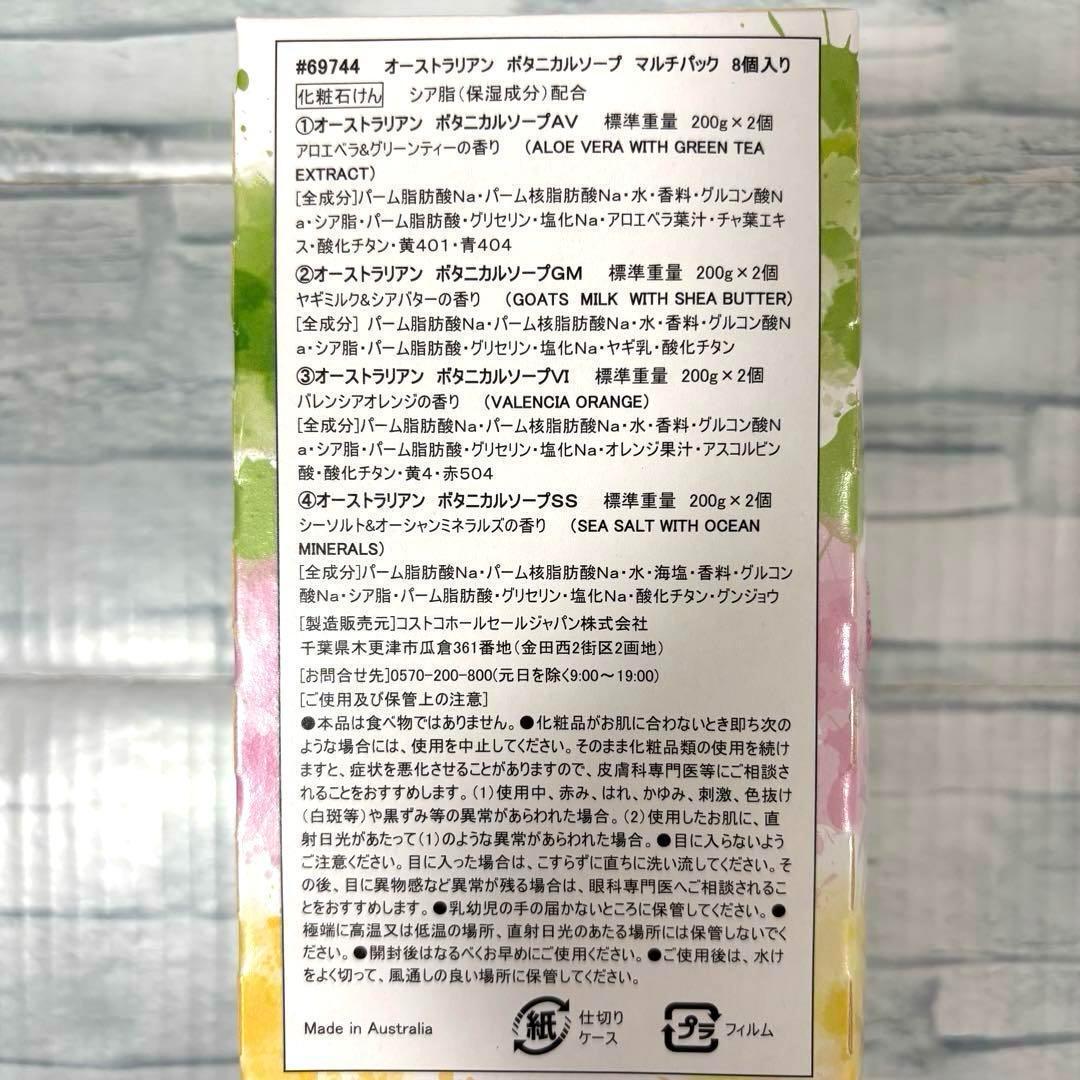 #69744 オーストラリアン ボタニカルソープ マルチパック 8個入り
化粧石けん シア脂(保湿成分)配合
①オーストラリアン ボタニカルソープAV 標準重量 200g×2個
アロエベラ&グリーンティーの香り (ALOE VERA WITH GREEN TEA
EXTRACT)
[全成分]パーム脂肪酸Na・パーム核脂肪酸Na・水・香料・グルコン酸N
a・シア脂・パーム脂肪酸・グリセリン・塩化Na・アロエベラ葉汁・チャ葉エキ
ス・酸化チタン・黄401・青404
②オーストラリアン ボタニカルソープGM 標準重量 200g×2個
ヤギミルク&シアバターの香り (GOATS MILK WITH SHEA BUTTER)
[全成分] パーム脂肪酸Na・パーム核脂肪酸Na・水・香料・グルコン酸N
a・シア脂・パーム脂肪酸・グリセリン・塩化Na・ヤギ乳・酸化チタン
③オーストラリアン ボタニカルソープVI 標準重量 200g×2個
バレンシアオレンジの香り (VALENCIA ORANGE)
[全成分]パーム脂肪酸Na・パーム核脂肪酸Na・水・香料・グルコン酸N
a・シア脂・パーム脂肪酸・グリセリン・塩化Na・オレンジ果汁・アスコルビン
酸・酸化チタン・黄4・赤504
④オーストラリアン ボタニカルソープSS 標準重量 200g×2個
シーソルト&オーシャンミネラルズの香り (SEA SALT WITH OCEAN
MINERALS)
[全成分]パーム脂肪酸Na・パーム核脂肪酸Na・水・海塩・香料・グルコン
酸Na・シア脂・パーム脂肪酸・グリセリン・塩化Na・酸化チタン・グンジョウ
[製造販売元]コストコホールセールジャパン株式会社
千葉県木更津市瓜倉361番地(金田西2街区2画地)
[お問合せ先]0570-200-800(元日を除く9:00~19:00)
[ご使用及び保管上の注意]
●本品は食べ物ではありません。●化粧品がお肌に合わないとき即ち次の
ような場合には、使用を中止してください。そのまま化粧品類の使用を続け
ますと、症状を悪化させることがありますので、皮膚科専門医等にご相談さ
れることをおすすめします。(1)使用中、赤み、はれ、かゆみ、刺激、色抜け
(白斑等)や黒ずみ等の異常があらわれた場合。(2)使用したお肌に、直
射日光があたって(1)のような異常があらわれた場合。●目に入らないよう
ご注意ください。目に入った場合は、こすらずに直ちに洗い流してください。そ
の後、目に異物感など異常が残る場合は、眼科専門医へご相談されるこ
とをおすすめします。●乳幼児の手の届かないところに保管してください。●
極端に高温又は低温の場所、直射日光のあたる場所には保管しないでく
ださい。●開封後はなるべくお早めにご使用ください。●ご使用後は、水け
をよく切って、風通しの良い場所に保管してください。
Made in Australia 紙 仕切り
ケース
プラ フィルム